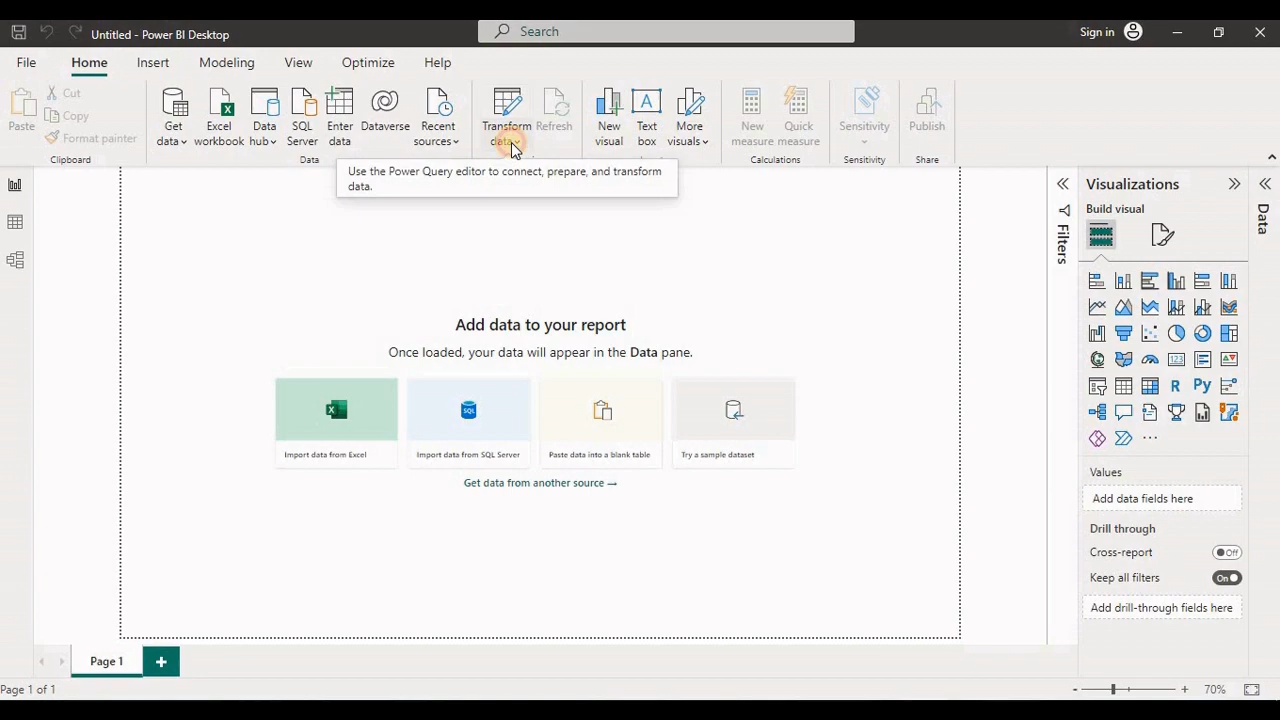 Untitled - Power BI Desktop
Search
Sign in
File Home Insert View Modeling Optimize Help
Paste
Cut
Copy
Format painter
Clipboard
Get data
Excel workbook
Data hub
SQL Server
Enter data
Dataverse
Recent sources
Data
Transform data
Refresh
New visual
Text box
More visuals
New measure
Quick measure
Calculations
Sensitivity
Sensitivity
Publish
Share
Use the Power Query editor to connect, prepare, and transform
data.
Add data to your report
Once loaded, your data will appear in the Data pane.
X
SQL
Import data from Excel
Import data from SQL Server
Paste data into a blank table
Try a sample dataset
Get data from another source →
Filters
Visualizations
Build visual
123
R
Py
Values
Add data fields here
Drill through
Cross-report
Off
Keep all filters
On
Add drill-through fields here
Data
Page 1
Page 1 of 1
70%